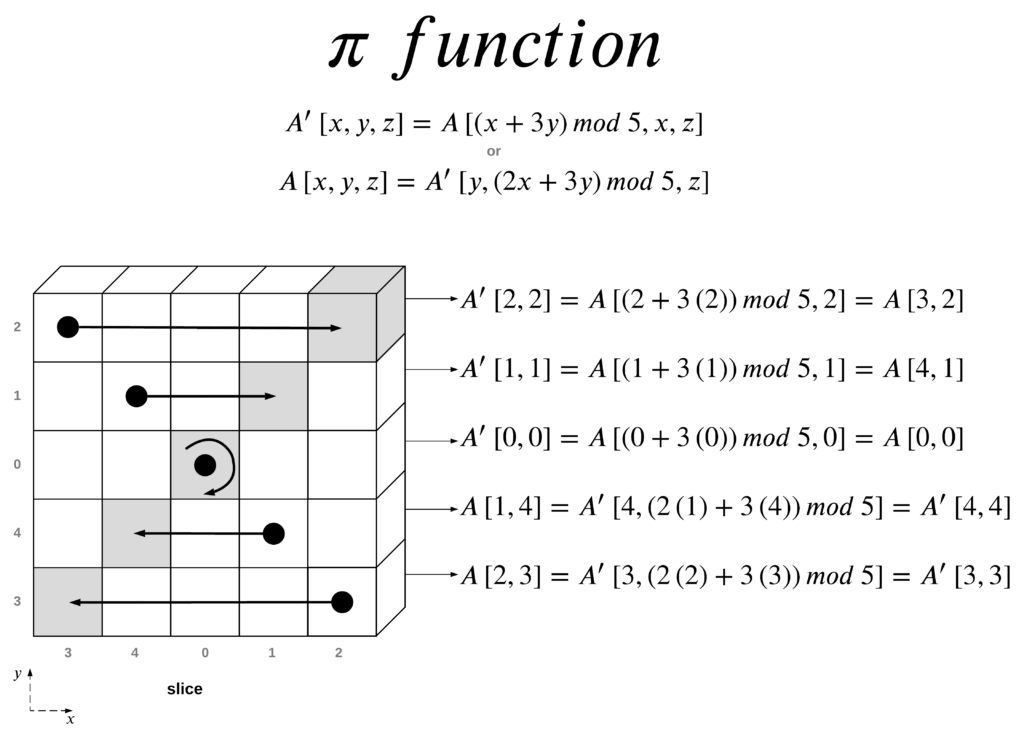 π function
A′ [x, y, z] = A [(x + 3y) mod 5, x, z]
or
A [x, y, z] = A′ [y, (2x + 3y) mod 5, z]
2
A′ [2, 2] = A [(2 + 3 (2)) mod 5, 2] = A [3, 2]
1
A′ [1, 1] = A [(1 + 3 (1)) mod 5, 1] = A [4, 1]
0
A′ [0, 0] = A [(0 + 3 (0)) mod 5, 0] = A [0, 0]
4
A [1, 4] = A′ [4, (2 (1) + 3 (4)) mod 5] = A′ [4, 4]
3
A [2, 3] = A′ [3, (2 (2) + 3 (3)) mod 5] = A′ [3, 3]
3 4 0 1 2
y
slice
x